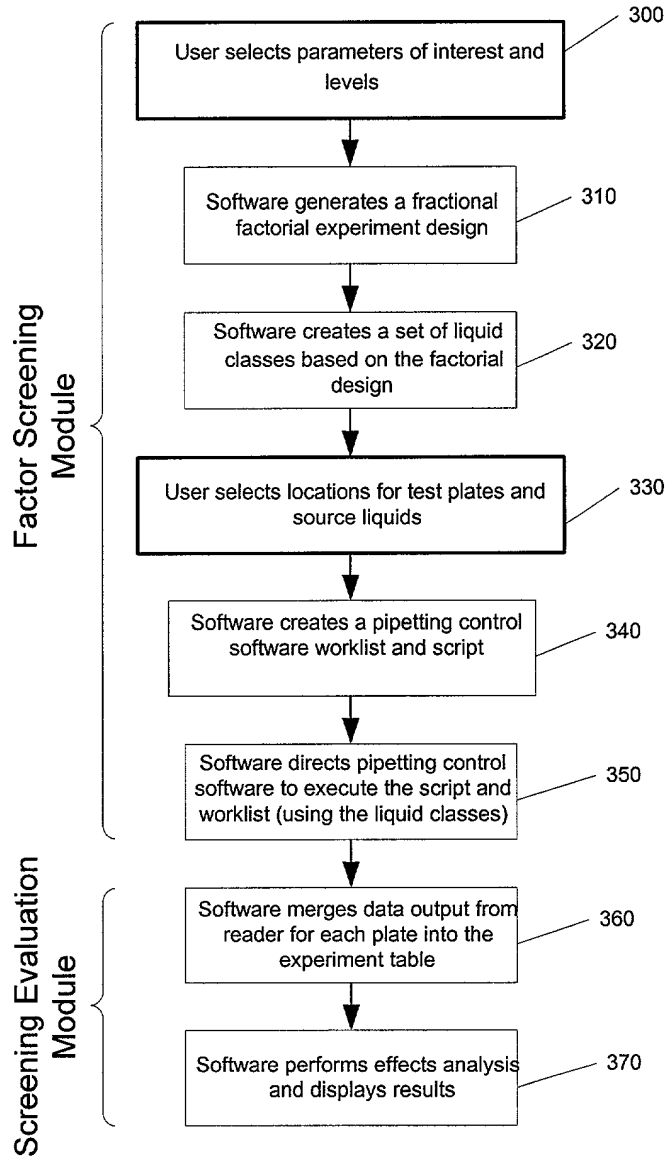 300
User selects parameters of interest and
levels
310
Software generates a fractional
factorial experiment design
320
Software creates a set of liquid
classes based on the factorial
design
Factor Screening
Module
330
User selects locations for test plates and
source liquids
340
Software creates a pipetting control
software worklist and script
350
Software directs pipetting control
software to execute the script and
worklist (using the liquid classes)
Screening Evaluation
Module
360
Software merges data output from
reader for each plate into the
experiment table
370
Software performs effects analysis
and displays results